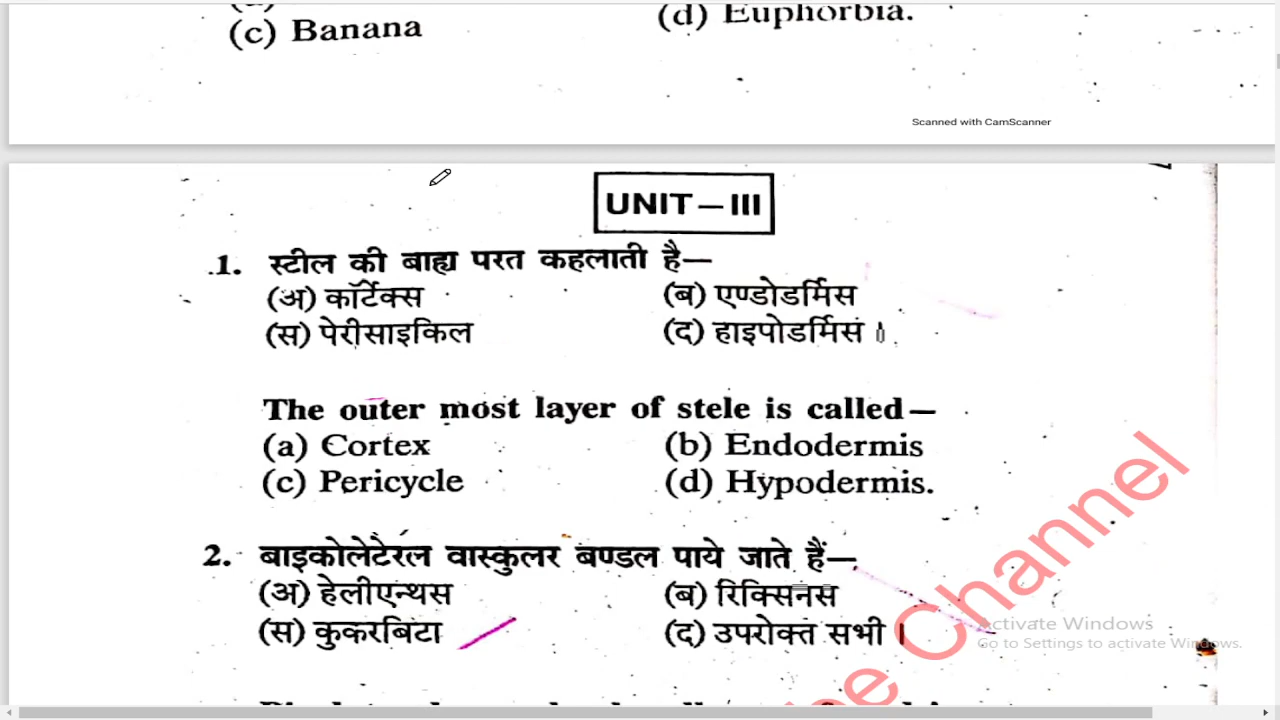 (c) Banana
(d) Euphorbia.
Scanned with CamScanner
UNIT – III
1. स्टील की बाह्य परत कहलाती है—
(अ) कॉर्टेक्स (ब) एण्डोडर्मिस
(स) पेरीसाइकिल (द) हाइपोडर्मिस ।
The outer most layer of stele is called—
(a) Cortex (b) Endodermis
(c) Pericycle (d) Hypodermis.
2. बाइकोलेटेरल वास्कुलर बण्डल पाये जाते हैं—
(अ) हेलीएन्थस (ब) रिक्सिनस
(स) कुकरबिटा (द) उपरोक्त सभी ।
Channel
Activate Windows
Go to Settings to activate Windows.